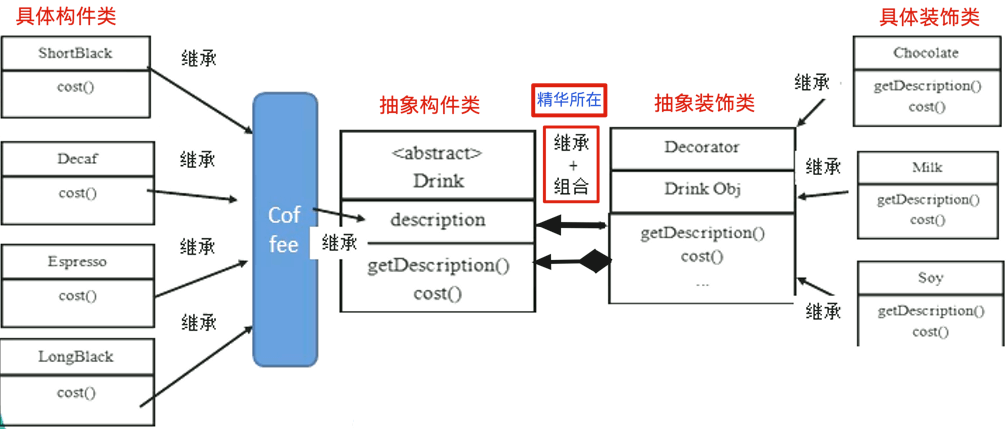 具体构件类
ShortBlack
cost()
继承
Decaf
cost()
继承
Espresso
cost()
继承
LongBlack
cost()
继承
Cof
fee
继承
抽象构件类
<abstract>
Drink
description
getDescription()
cost()
精华所在
继承
+
组合
抽象装饰类
Decorator
Drink Obj
getDescription()
cost()
...
具体装饰类
继承
Chocolate
getDescription()
cost()
继承
Milk
getDescription()
cost()
继承
Soy
getDescription()
cost()